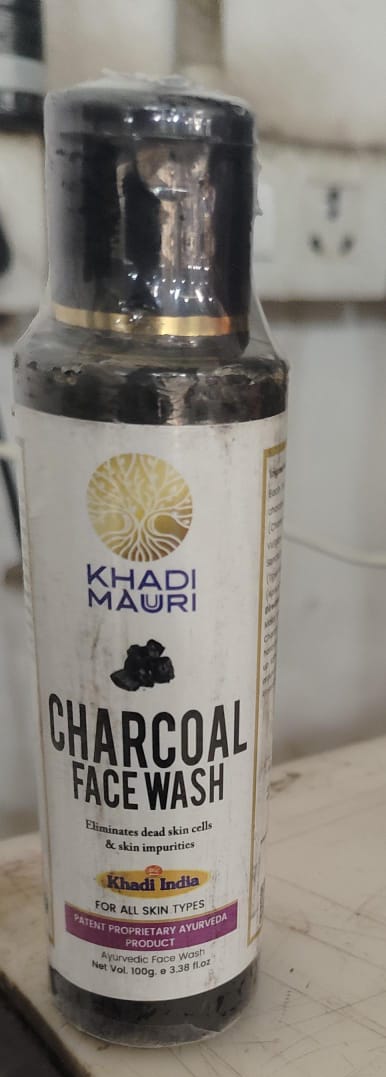 KHADI
MAURI
CHARCOAL
FACE WASH
Eliminates dead skin cells
& skin impurities
Khadi India
FOR ALL SKIN TYPES
PATENT PROPRIETARY AYURVEDA
PRODUCT
Ayurvedic Face Wash
Net Vol. 100g. e 3.38 fl.oz